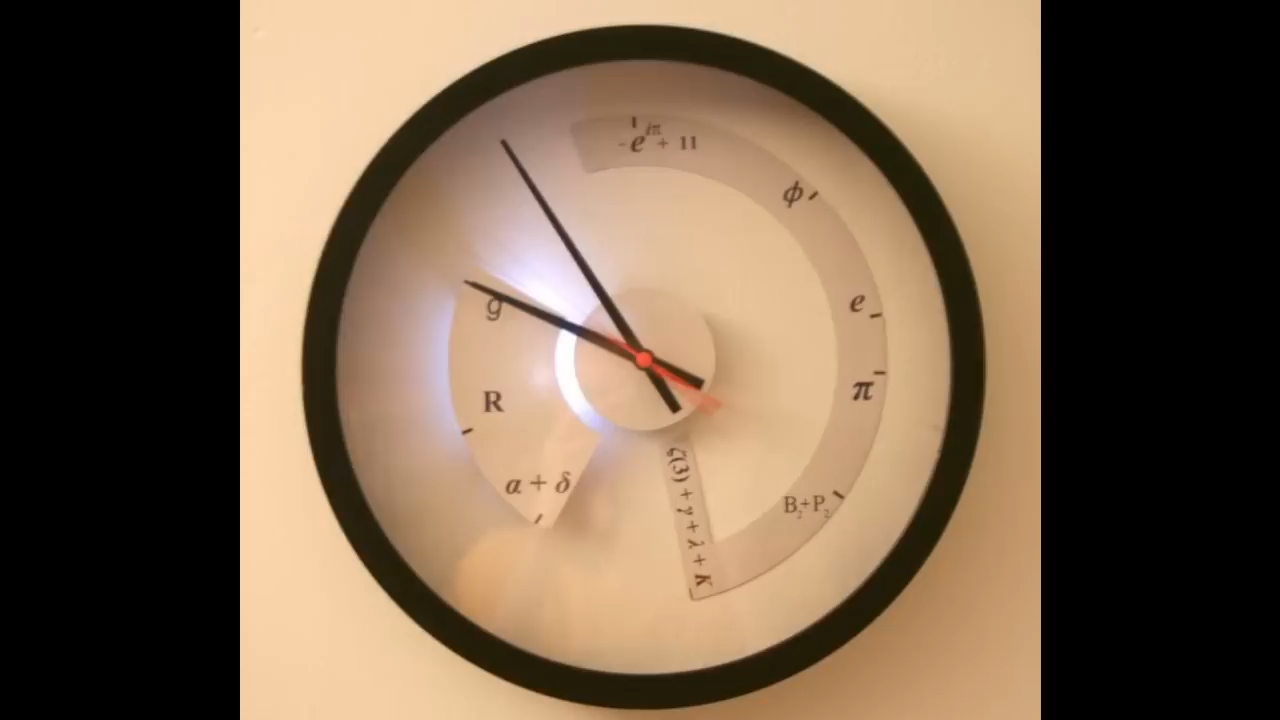 -e^{iπ} + 11
ϕ
e
π
B₂+P₂
ζ(3) + γ + λ + K
α + δ
R
g